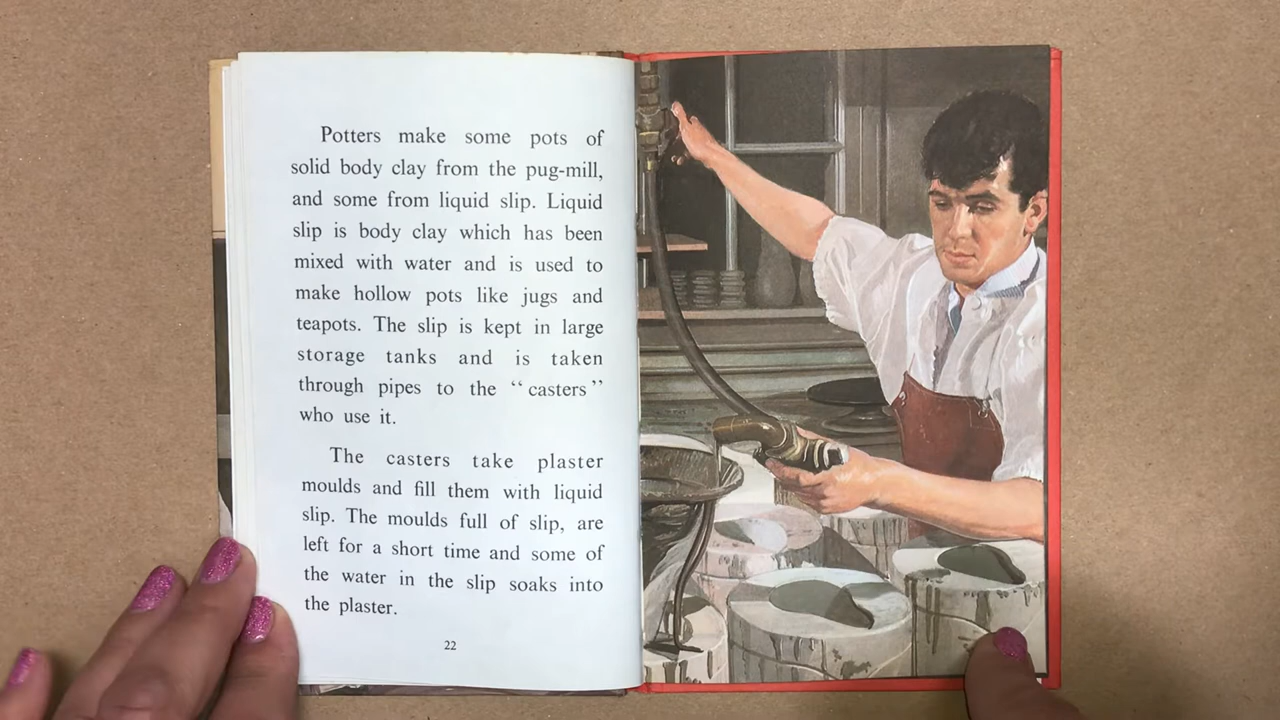 Potters make some pots of
solid body clay from the pug-mill,
and some from liquid slip. Liquid
slip is body clay which has been
mixed with water and is used to
make hollow pots like jugs and
teapots. The slip is kept in large
storage tanks and is taken
through pipes to the “casters”
who use it.
The casters take plaster
moulds and fill them with liquid
slip. The moulds full of slip, are
left for a short time and some of
the water in the slip soaks into
the plaster.
22